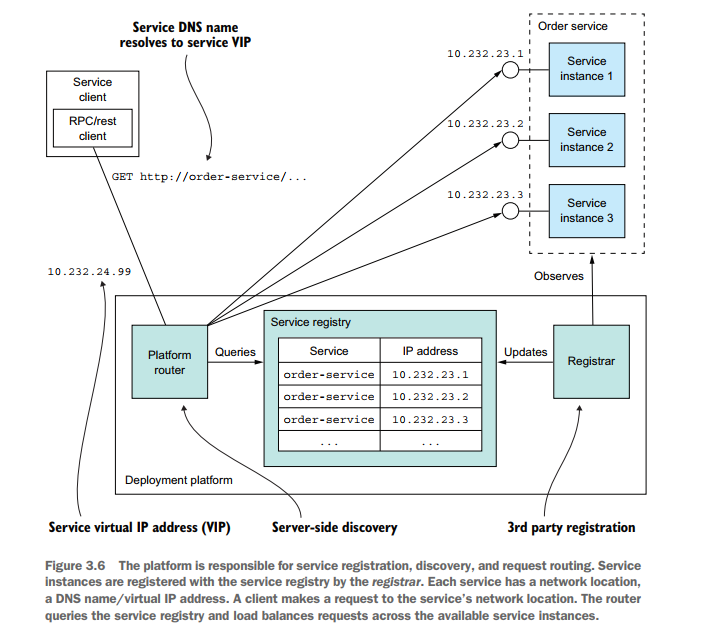 Service DNS name
resolves to service VIP
Order service
10.232.23.1
Service
instance 1
Service
client
RPC/rest
client
10.232.23.2
Service
instance 2
GET http://order-service/...
10.232.23.3
Service
instance 3
10.232.24.99
Observes
Service registry
Platform
router
Queries
Service IP address
order-service 10.232.23.1
order-service 10.232.23.2
order-service 10.232.23.3
... ...
Updates
Registrar
Deployment platform
Service virtual IP address (VIP)
Server-side discovery
3rd party registration
Figure 3.6 The platform is responsible for service registration, discovery, and request routing. Service
instances are registered with the service registry by the registrar. Each service has a network location,
a DNS name/virtual IP address. A client makes a request to the service's network location. The router
queries the service registry and load balances requests across the available service instances.